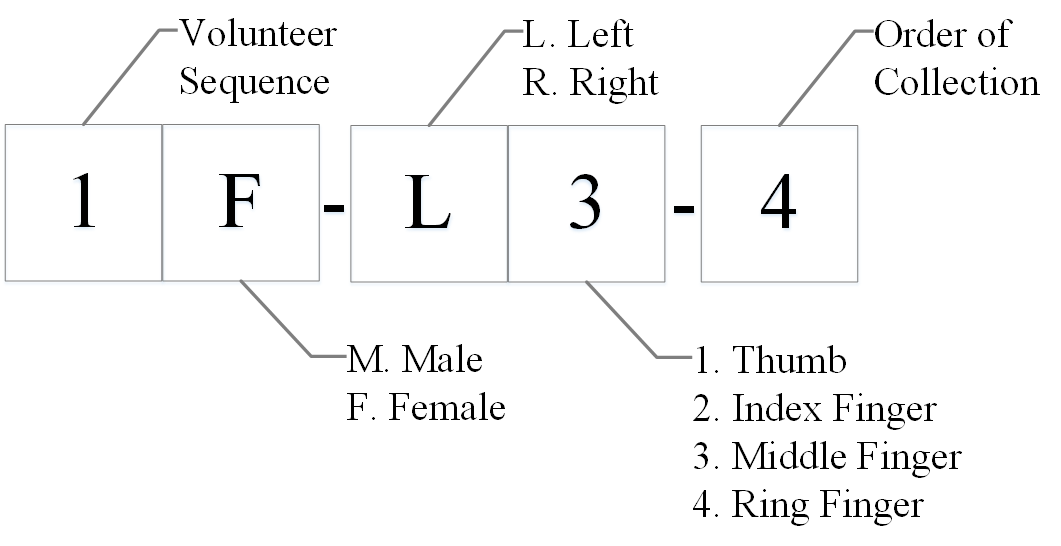 Volunteer
Sequence
L. Left
R. Right
Order of
Collection
1 F - L 3 - 4
M. Male
F. Female
1. Thumb
2. Index Finger
3. Middle Finger
4. Ring Finger